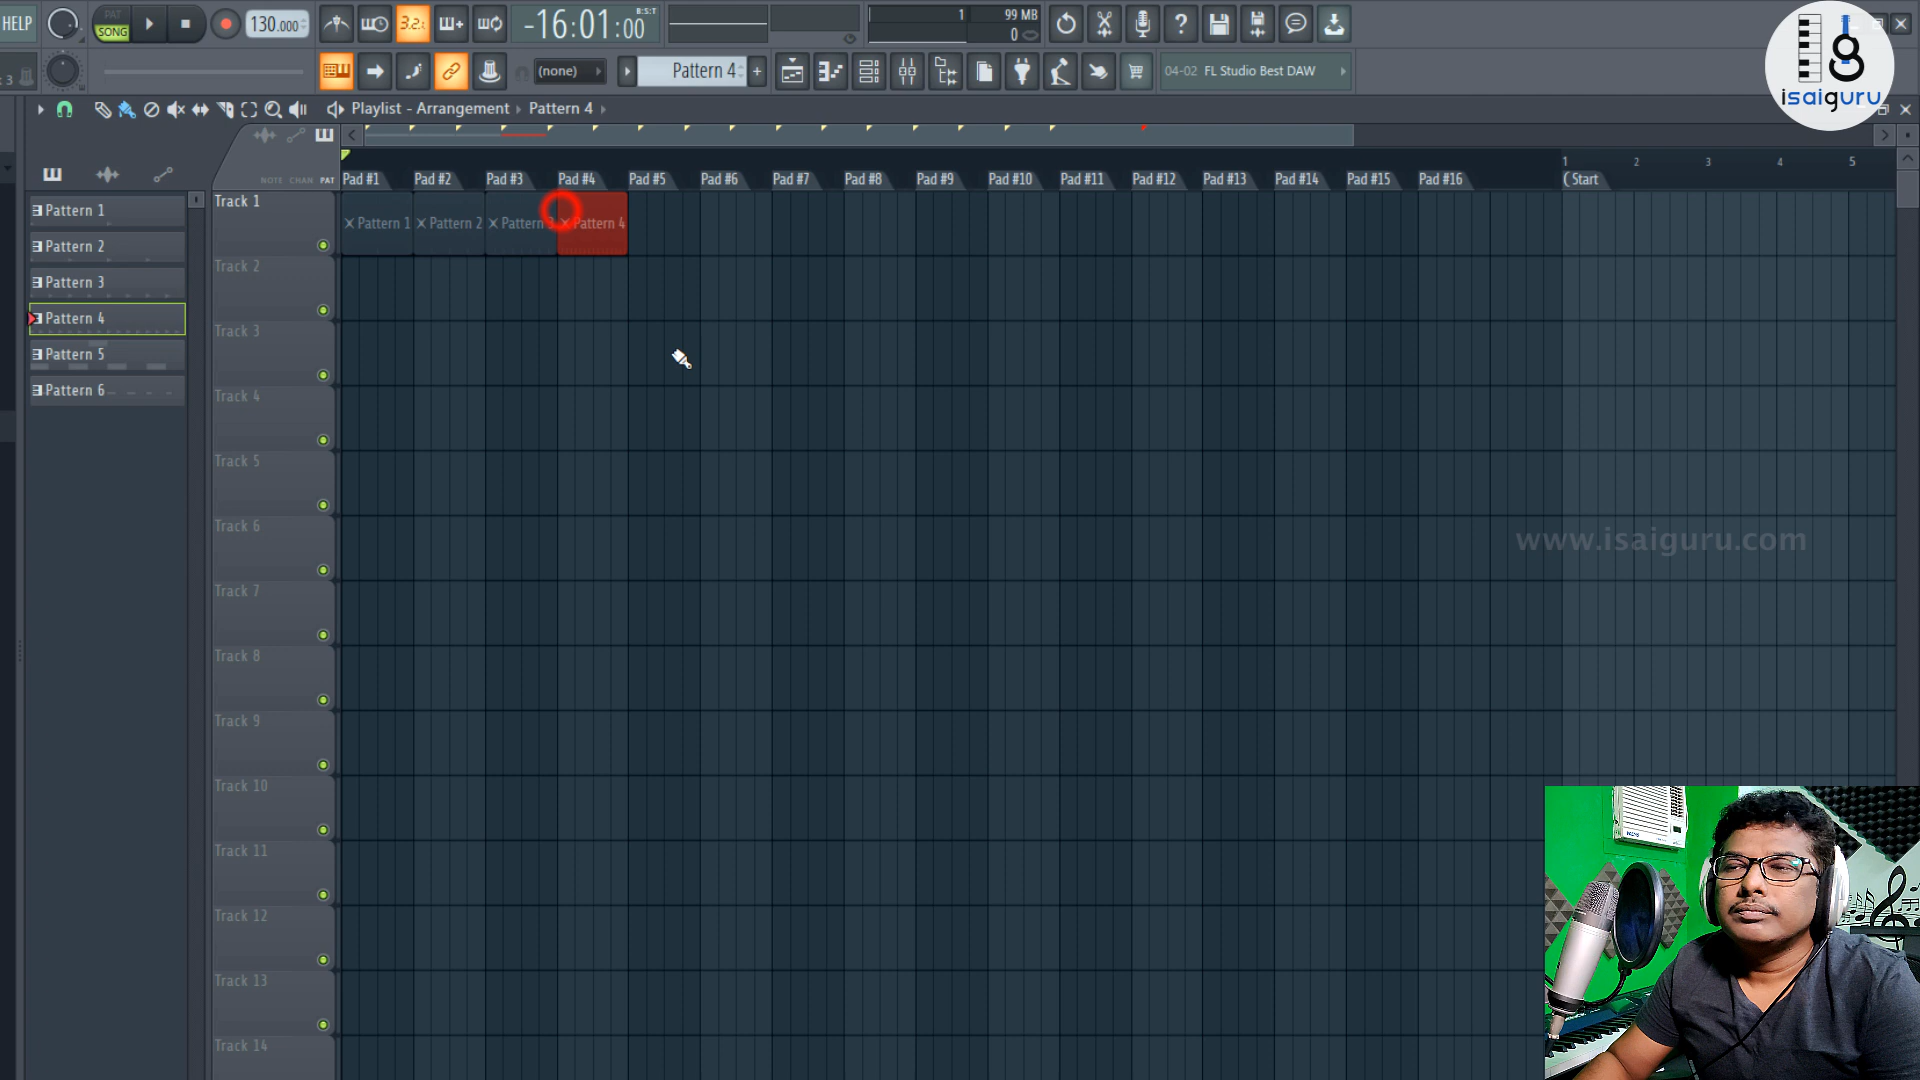 HELP
PAT
SONG
130.000
3.2.
-16:01:00
B:S:T
1
99 MB
0
isaiguru
(none)
Pattern 4
04-02 FL Studio Best DAW
Playlist - Arrangement › Pattern 4 ›
NOTE CHAN PAT
1 2 3 4 5
Pad #1 Pad #2 Pad #3 Pad #4 Pad #5 Pad #6 Pad #7 Pad #8 Pad #9 Pad #10 Pad #11 Pad #12 Pad #13 Pad #14 Pad #15 Pad #16 Start
Pattern 1
Pattern 2
Pattern 3
Pattern 4
Pattern 5
Pattern 6
Track 1
Pattern 1 Pattern 2 Pattern 3 Pattern 4
Track 2
Track 3
Track 4
Track 5
Track 6
Track 7
Track 8
Track 9
Track 10
Track 11
Track 12
Track 13
Track 14
www.isaiguru.com